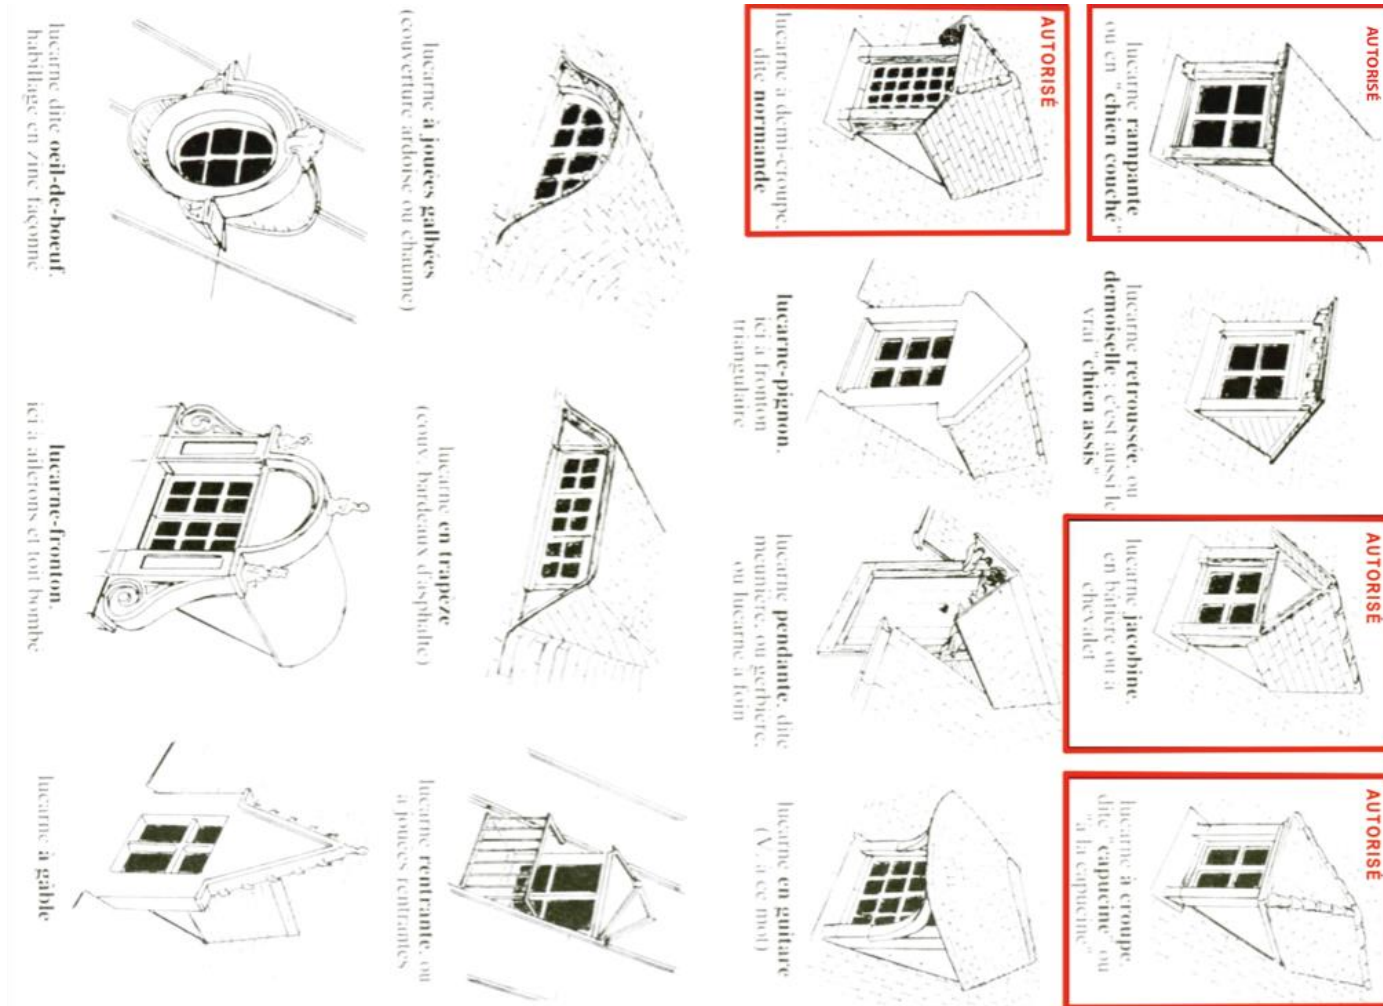 AUTORISÉ
lucarne rampante
ou en "chien couché"
lucarne retroussée, ou
demoiselle : c'est aussi le
vrai "chien assis"
AUTORISÉ
lucarne jacobine,
en bâtière ou à
chevalet
AUTORISÉ
lucarne à croupe,
dite "capucine" ou
"à la capucine"
AUTORISÉ
lucarne à demi-croupe,
dite normande
lucarne-pignon,
ici à fronton
triangulaire
lucarne pendante, dite
meunière, ou gerbière,
ou lucarne à foin
lucarne en guitare
(V. à ce mot)
lucarne à jouées galbées
(couverture ardoise ou chaume)
lucarne en trapèze
(couv. bardeaux d'asphalte)
lucarne rentrante, ou
à jouées rentrantes
lucarne dite oeil-de-boeuf,
habillage en zinc façonné
lucarne-fronton,
ici à ailerons et toit bombé
lucarne à gâble